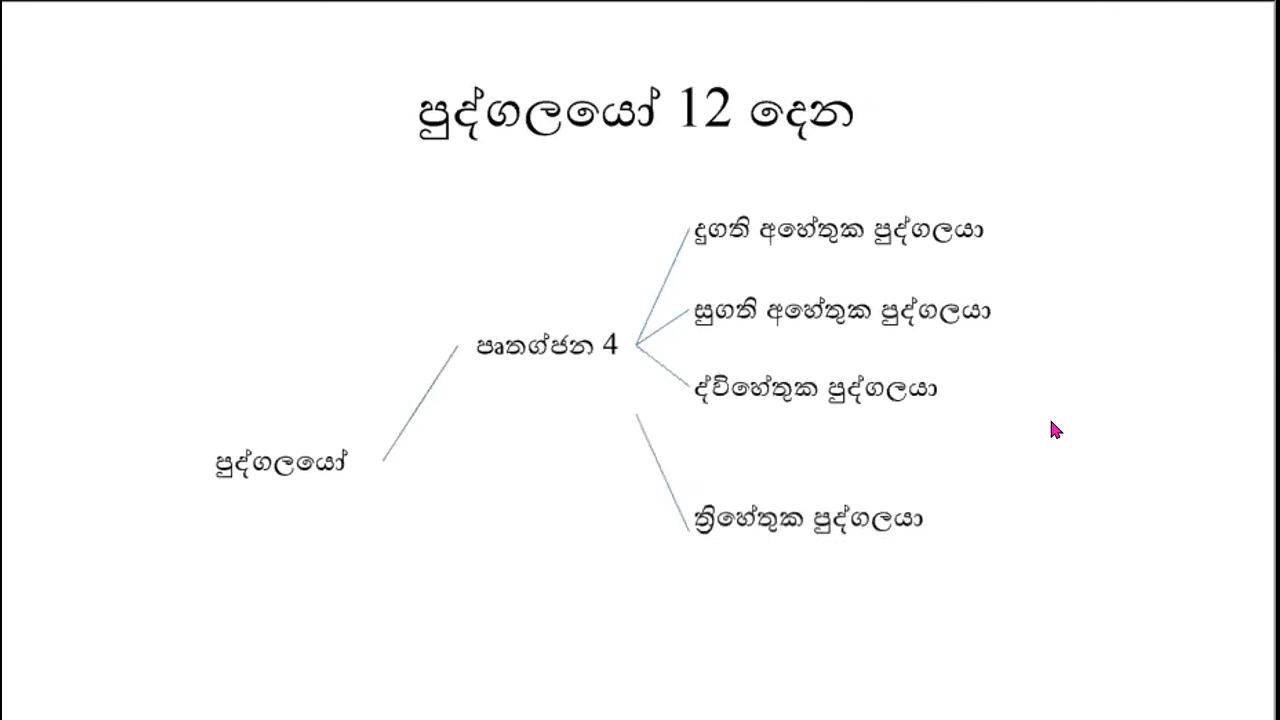 පුද්ගලයෝ 12 දෙන
දුගති අහේතුක පුද්ගලයා
සුගති අහේතුක පුද්ගලයා
පෘතග්ජන 4
ද්විහේතුක පුද්ගලයා
පුද්ගලයෝ
ත්‍රිහේතුක පුද්ගලයා